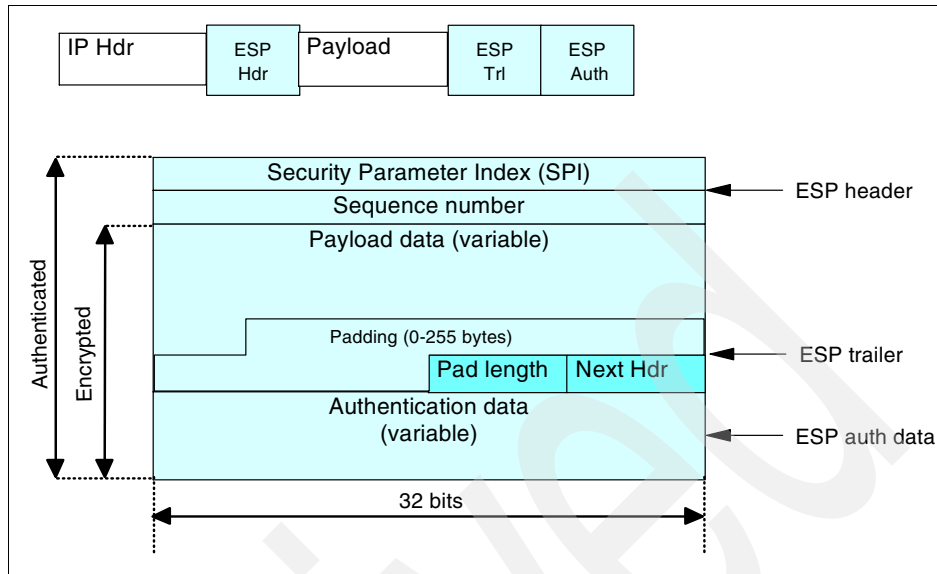 IP Hdr
ESP
Hdr
Payload
ESP
Trl
ESP
Auth
Security Parameter Index (SPI)
ESP header
Sequence number
Payload data (variable)
Authenticated
Encrypted
Padding (0-255 bytes)
ESP trailer
Pad length
Next Hdr
Authentication data
(variable)
ESP auth data
32 bits